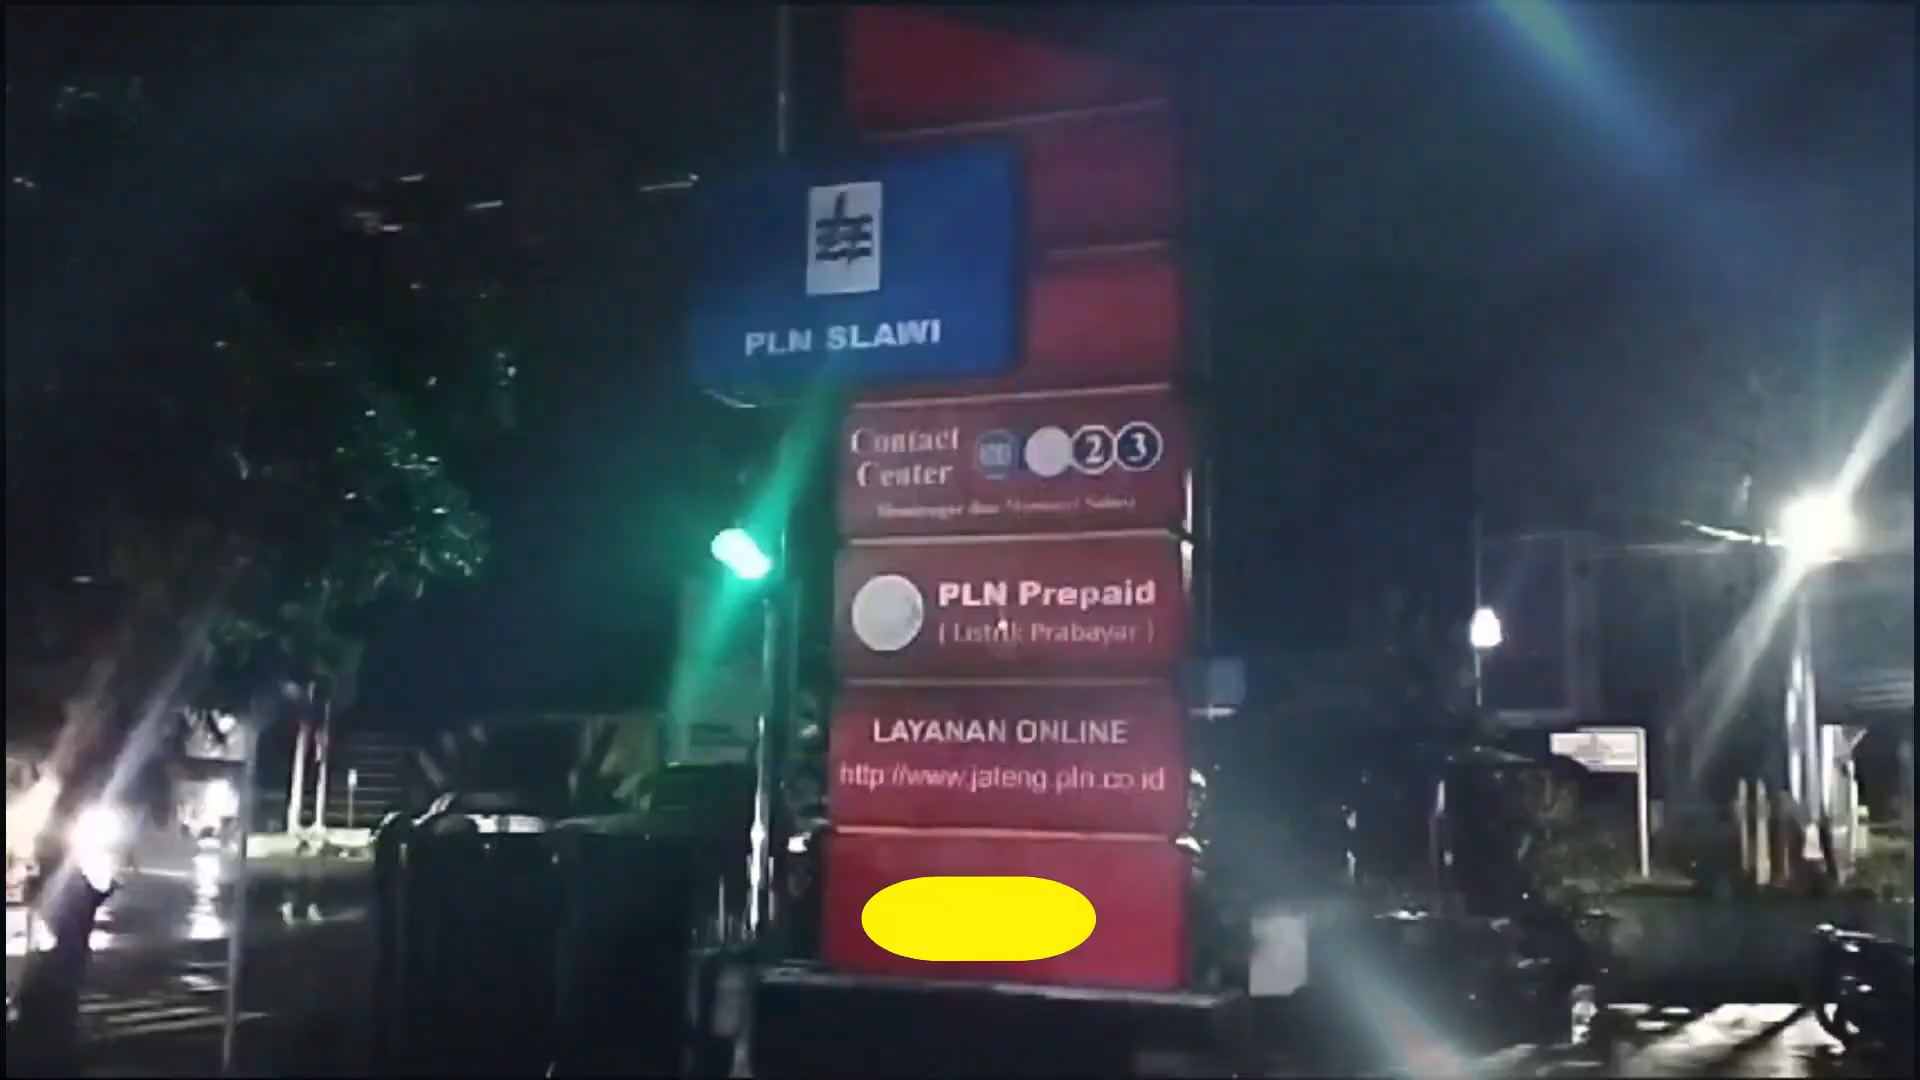 PLN SLAWI
Contact
Center
2 3
PLN Prepaid
( Listrik Prabayar )
LAYANAN ONLINE
http://www.jateng.pln.co.id